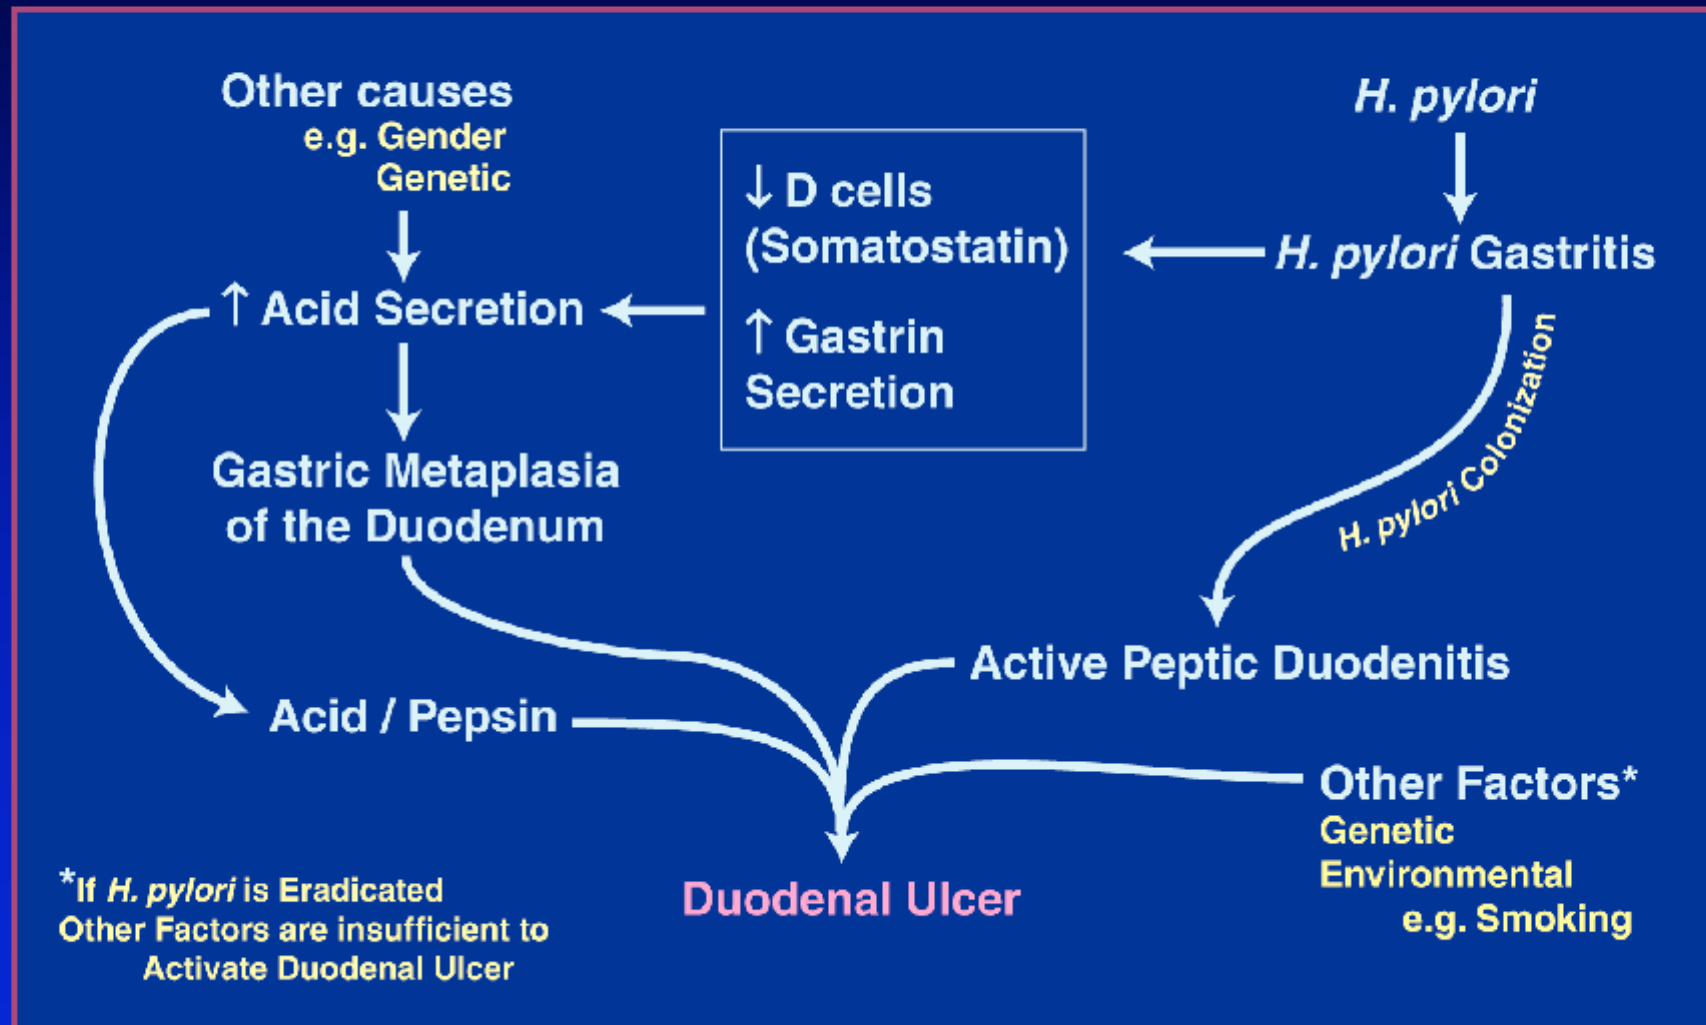 Other causes
e.g. Gender
Genetic
↑ Acid Secretion
Gastric Metaplasia
of the Duodenum
Acid / Pepsin
↓ D cells
(Somatostatin)
↑ Gastrin
Secretion
H. pylori
H. pylori Gastritis
H. pylori Colonization
Active Peptic Duodenitis
Other Factors*
Genetic
Environmental
e.g. Smoking
Duodenal Ulcer
*If H. pylori is Eradicated
Other Factors are insufficient to
Activate Duodenal Ulcer